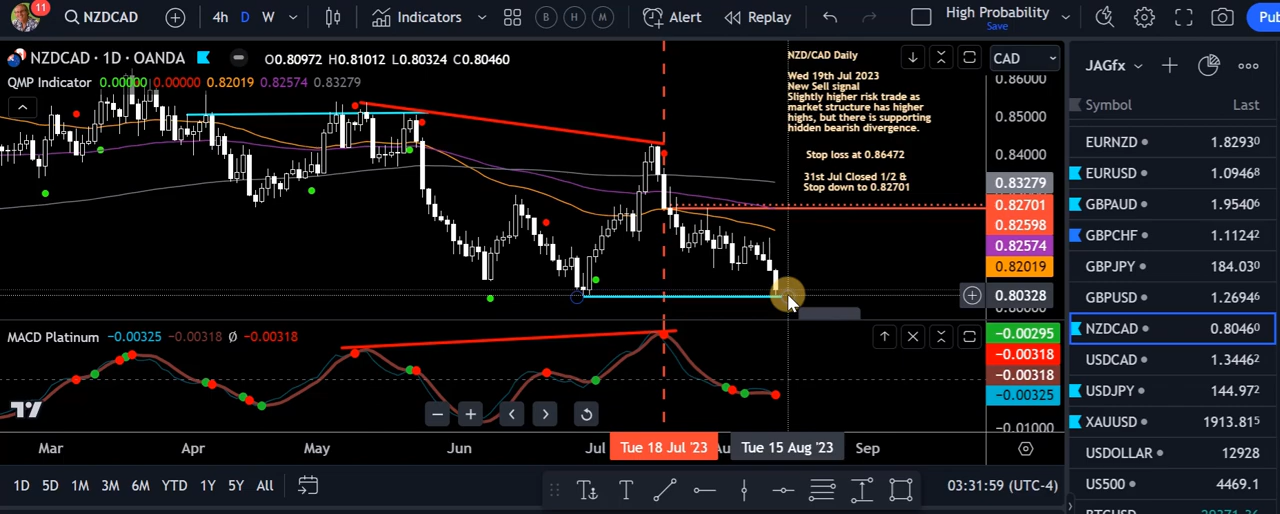 11
NZDCAD
4h D W
Indicators
B H M
Alert
Replay
High Probability
Save
NZDCAD · 1D · OANDA
O0.80972 H0.81012 L0.80324 C0.80460
QMP Indicator 0.00000 0.00000 0.82019 0.82574 0.83279
NZD/CAD Daily
Wed 19th Jul 2023
New Sell signal
Slightly higher risk trade as
market structure has higher
highs, but there is supporting
hidden bearish divergence.
Stop loss at 0.86472
31st Jul Closed 1/2 &
Stop down to 0.82701
CAD
0.86000
0.85000
0.84000
0.83279
0.82701
0.82598
0.82574
0.82019
0.80328
0.80000
MACD Platinum −0.00325 −0.00318 Ø −0.00318
−0.00295
−0.00318
−0.00318
−0.00325
−0.01000
Mar Apr May Jun Jul Tue 18 Jul '23 Tue 15 Aug '23 Sep
1D 5D 1M 3M 6M YTD 1Y 5Y All
03:31:59 (UTC-4)
JAGfx
Symbol Last
EURNZD 1.82930
EURUSD 1.09468
GBPAUD 1.95406
GBPCHF 1.11242
GBPJPY 184.030
GBPUSD 1.26946
NZDCAD 0.80460
USDCAD 1.34462
USDJPY 144.972
XAUUSD 1913.815
USDOLLAR 12928
US500 4469.1